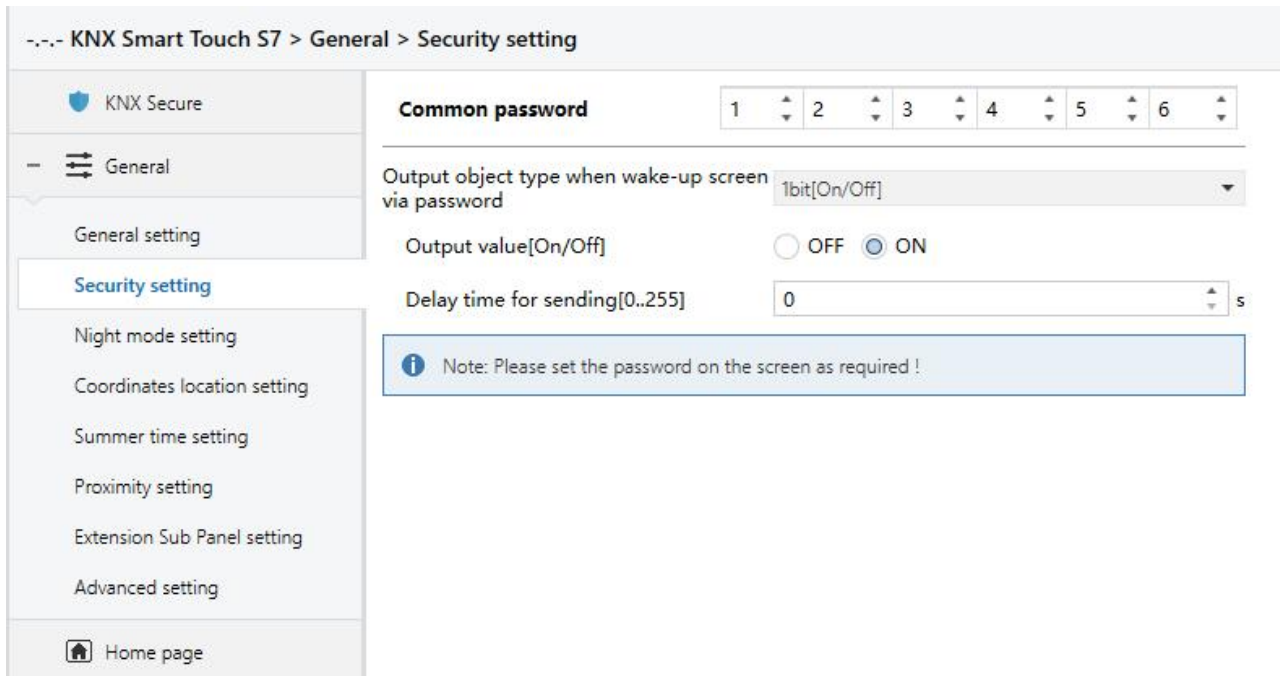 -.-.- KNX Smart Touch S7 > General > Security setting
KNX Secure
General
General setting
Security setting
Night mode setting
Coordinates location setting
Summer time setting
Proximity setting
Extension Sub Panel setting
Advanced setting
Home page
Common password 1 2 3 4 5 6
Output object type when wake-up screen
via password
1bit[On/Off]
Output value[On/Off] OFF ON
Delay time for sending[0..255] 0 s
Note: Please set the password on the screen as required !